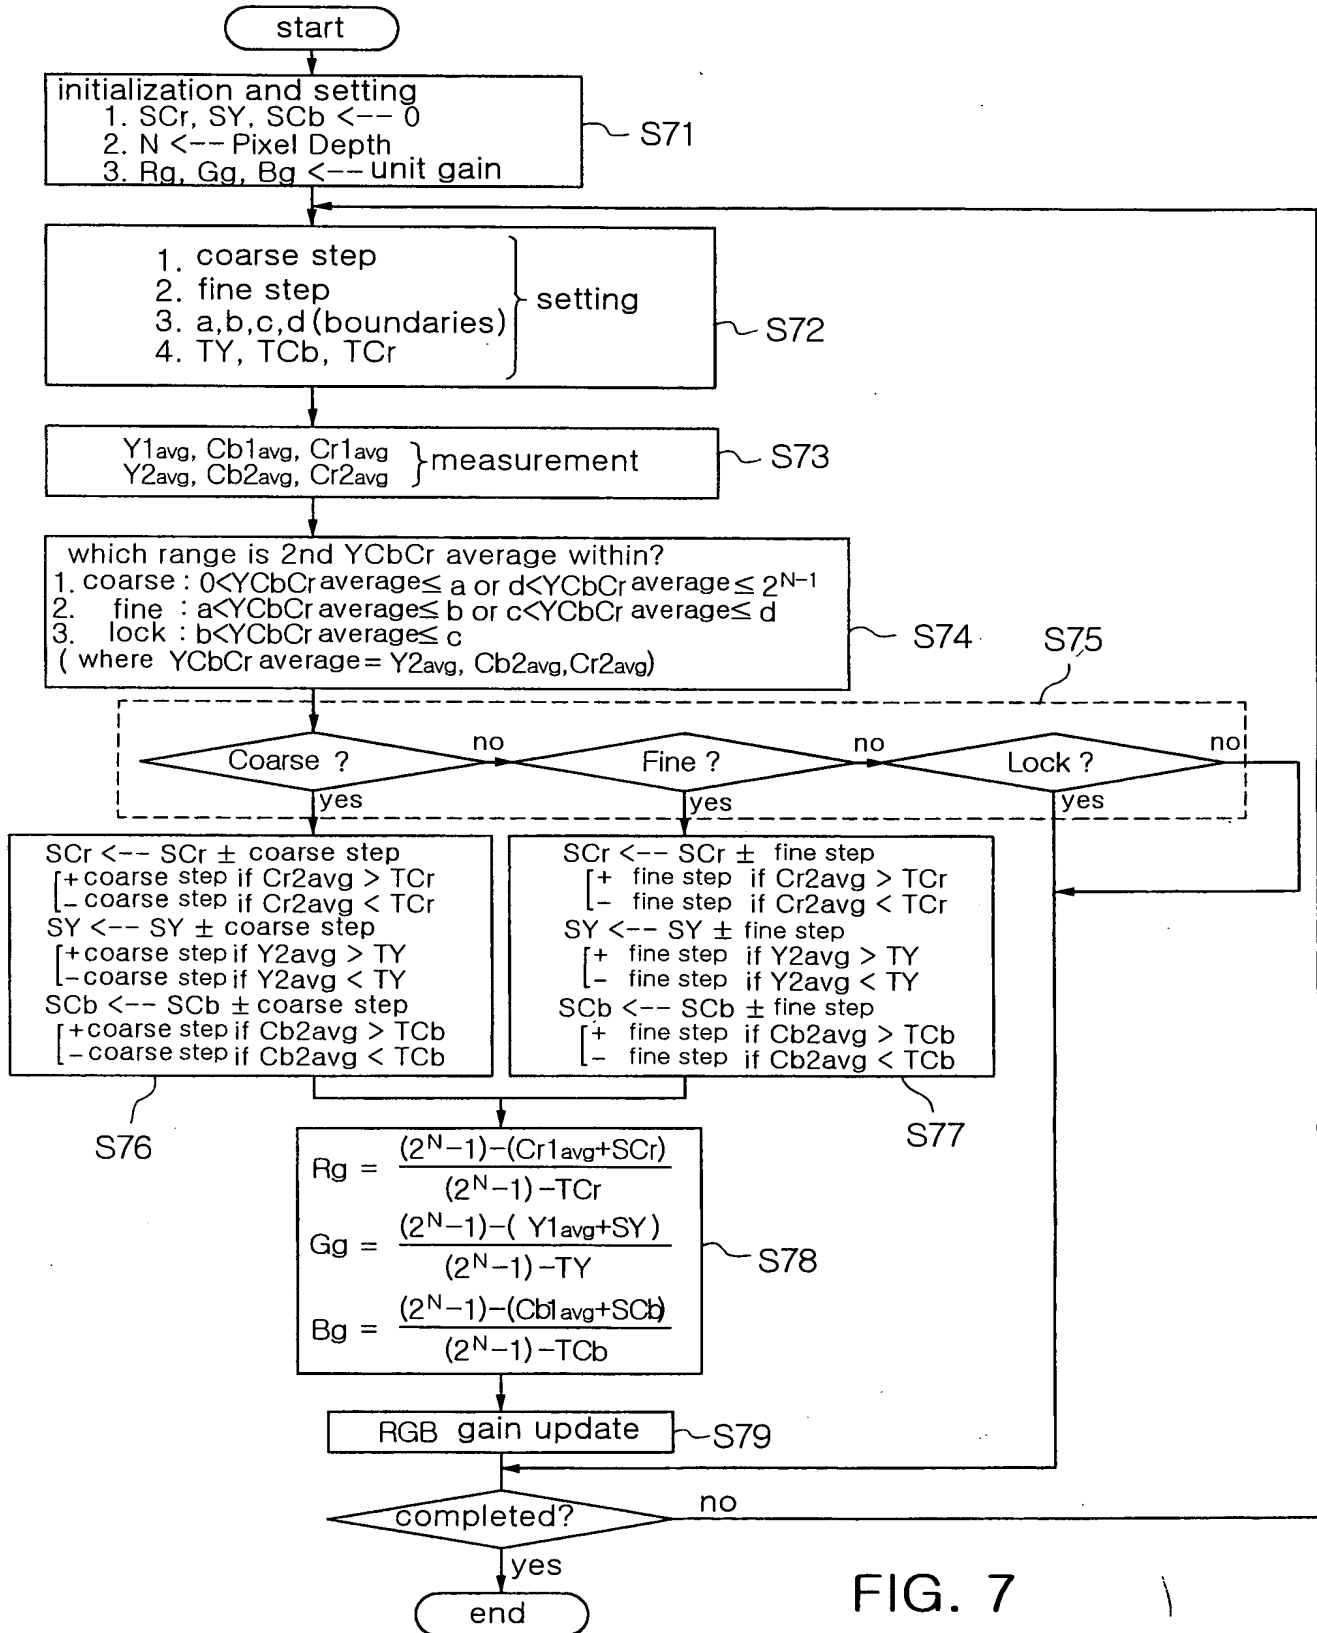 start
initialization and setting
1. SCr, SY, SCb <-- 0
2. N <-- Pixel Depth
3. Rg, Gg, Bg <-- unit gain
S71
1. coarse step
2. fine step
3. a,b,c,d (boundaries)
4. TY, TCb, TCr
setting
S72
Y1avg, Cb1avg, Cr1avg
Y2avg, Cb2avg, Cr2avg
measurement
S73
which range is 2nd YCbCr average within?
1. coarse : 0<YCbCr average≤ a or d<YCbCr average≤ 2^N-1
2. fine : a<YCbCr average≤ b or c<YCbCr average≤ d
3. lock : b<YCbCr average≤ c
( where YCbCr average= Y2avg, Cb2avg,Cr2avg)
S74
S75
Coarse ?
no
Fine ?
no
Lock ?
no
yes
yes
yes
SCr <-- SCr ± coarse step
+ coarse step if Cr2avg > TCr
- coarse step if Cr2avg < TCr
SY <-- SY ± coarse step
+ coarse step if Y2avg > TY
- coarse step if Y2avg < TY
SCb <-- SCb ± coarse step
+ coarse step if Cb2avg > TCb
- coarse step if Cb2avg < TCb
S76
SCr <-- SCr ± fine step
+ fine step if Cr2avg > TCr
- fine step if Cr2avg < TCr
SY <-- SY ± fine step
+ fine step if Y2avg > TY
- fine step if Y2avg < TY
SCb <-- SCb ± fine step
+ fine step if Cb2avg > TCb
- fine step if Cb2avg < TCb
S77
Rg = (2^N-1)-(Cr1avg+SCr)
(2^N-1)-TCr
Gg = (2^N-1)-( Y1avg+SY)
(2^N-1)-TY
Bg = (2^N-1)-(Cb1avg+SCb)
(2^N-1)-TCb
S78
RGB gain update
S79
completed?
no
yes
end
FIG. 7